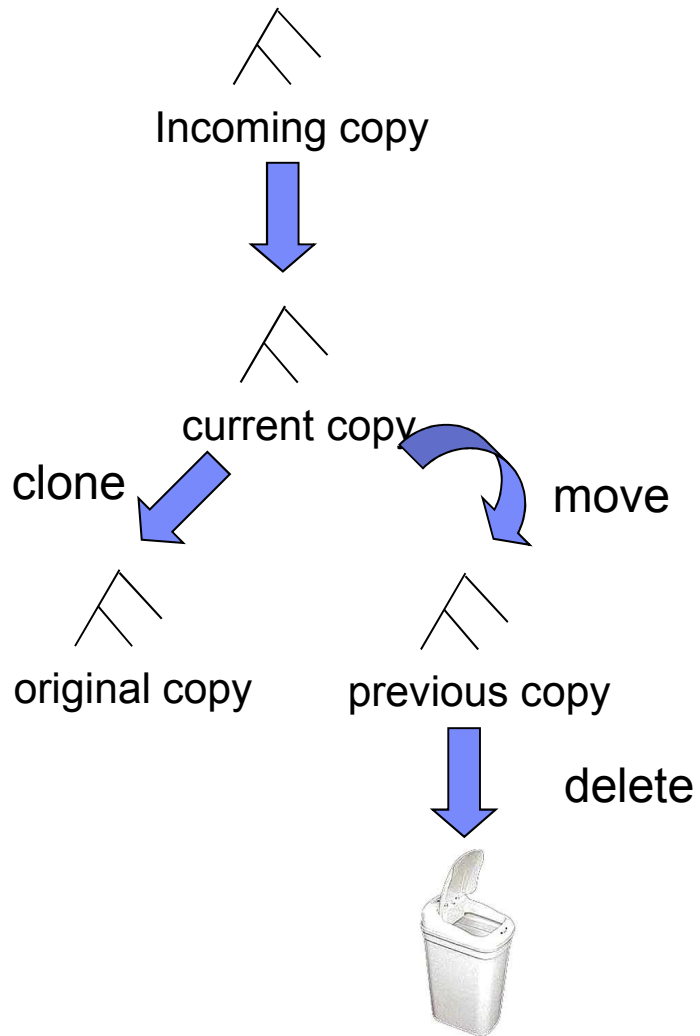 Incoming copy
current copy
clone
move
original copy
previous copy
delete